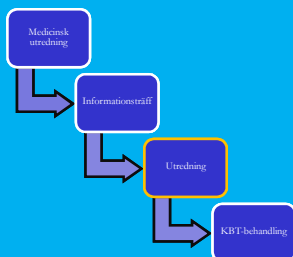 Medicinsk
utredning
Informationsträff
Utredning
KBT-behandling